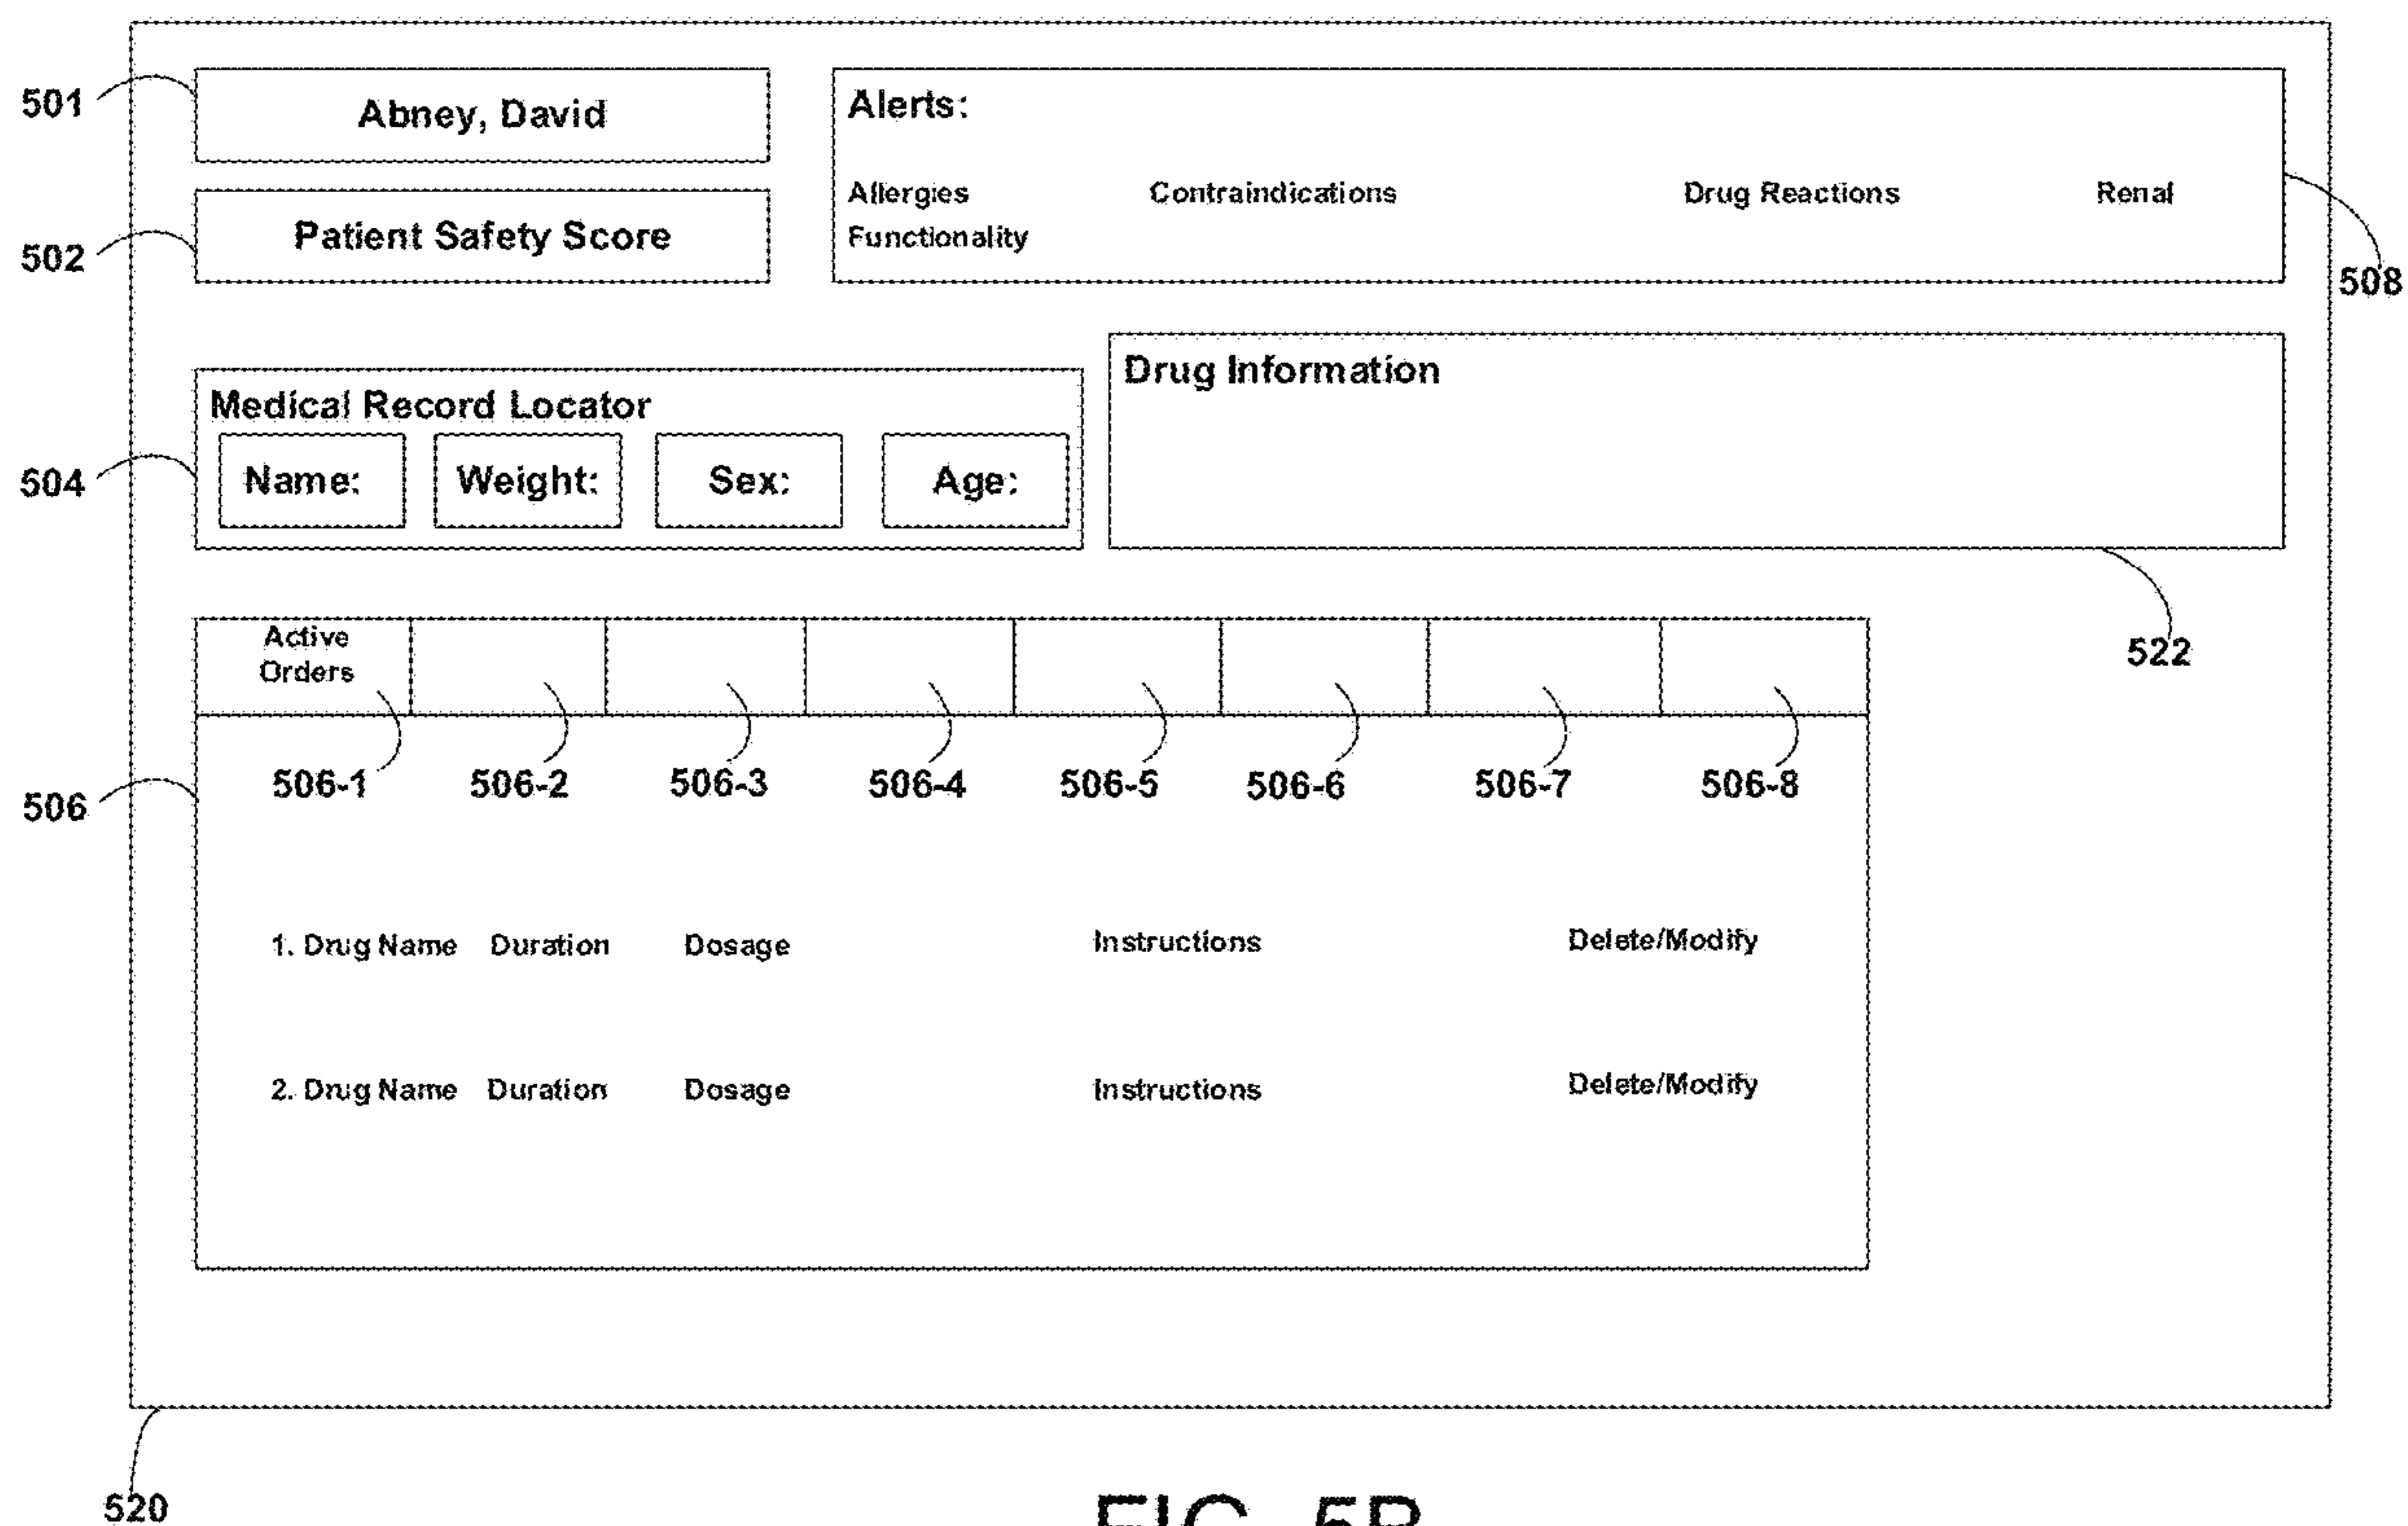 501
Abney, David
Alerts:
Allergies Contraindications Drug Reactions Renal
Functionality
502
Patient Safety Score
508
Drug Information
Medical Record Locator
504
Name: Weight: Sex: Age:
522
Active
Orders
506-1 506-2 506-3 506-4 506-5 506-6 506-7 506-8
506
1. Drug Name Duration Dosage Instructions Delete/Modify
2. Drug Name Duration Dosage Instructions Delete/Modify
520
FIG. 5B